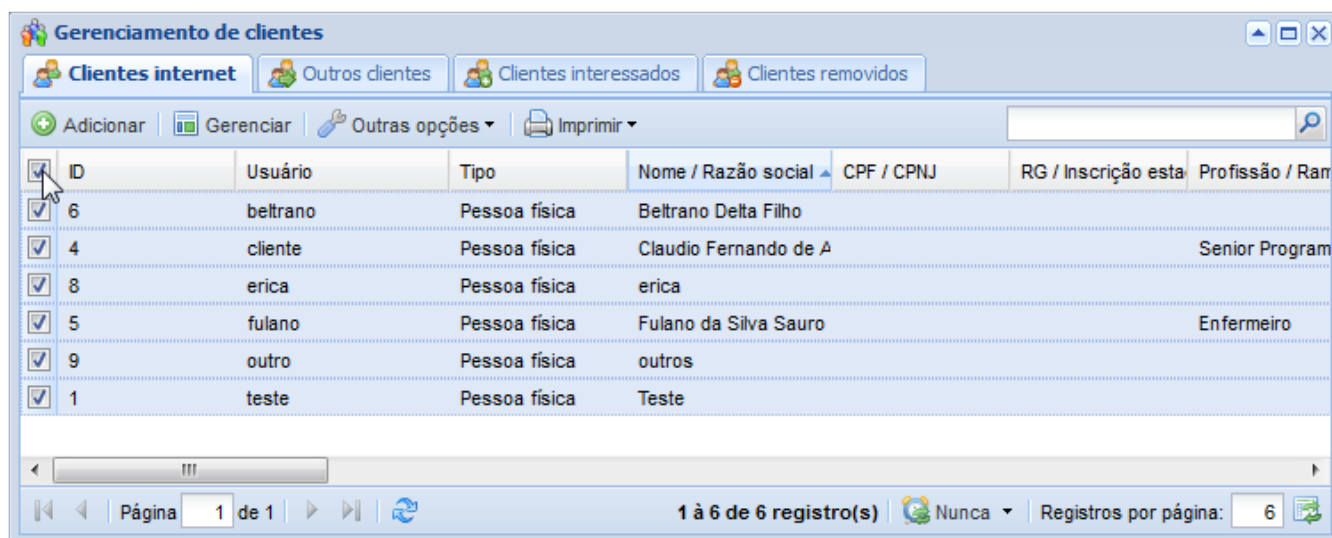 Gerenciamento de clientes
Clientes internet Outros clientes Clientes interessados Clientes removidos
Adicionar Gerenciar Outras opções Imprimir
ID Usuário Tipo Nome / Razão social CPF / CPNJ RG / Inscrição esta Profissão / Ram
6 beltrano Pessoa física Beltrano Delta Filho
4 cliente Pessoa física Claudio Fernando de A Senior Program
8 erica Pessoa física erica
5 fulano Pessoa física Fulano da Silva Sauro Enfermeiro
9 outro Pessoa física outros
1 teste Pessoa física Teste
Página 1 de 1 1 à 6 de 6 registro(s) Nunca Registros por página: 6